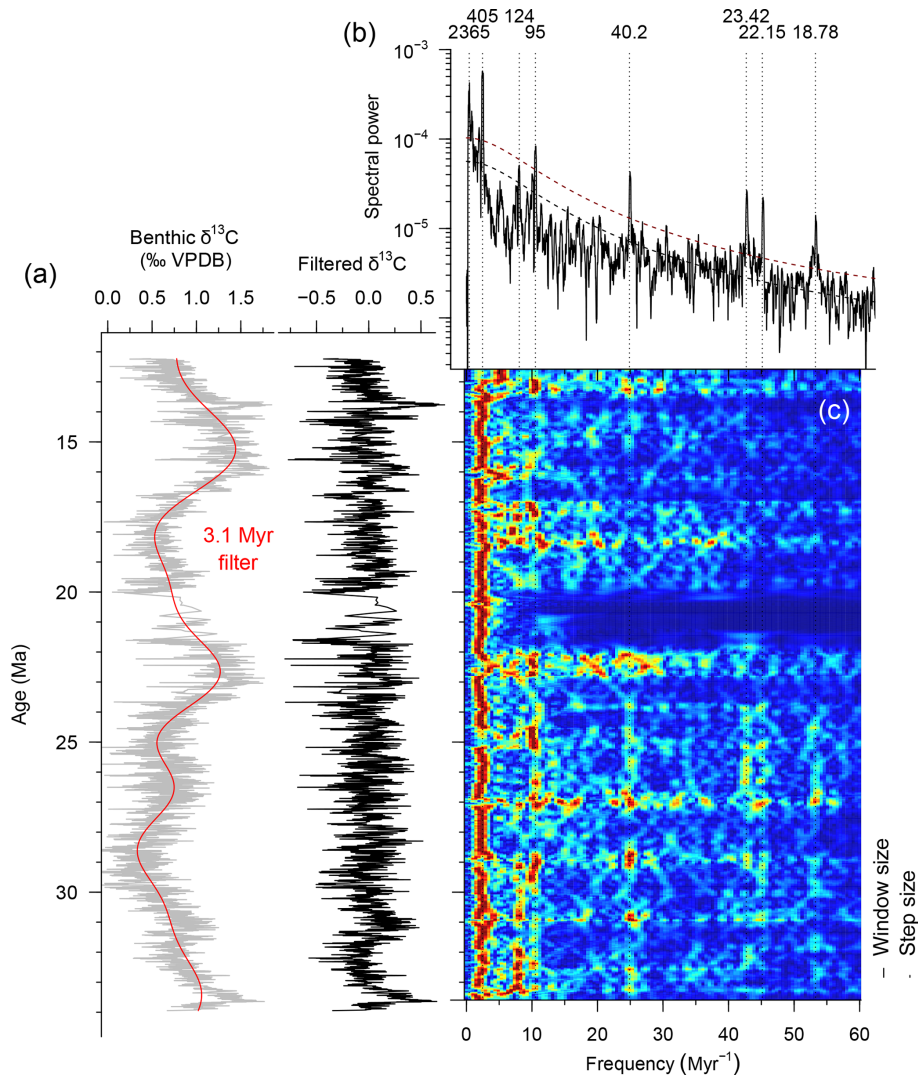 (b)
405 124 23.42
2365 95 40.2 22.15 18.78
10⁻³
10⁻⁴
10⁻⁵
Spectral power
(a)
Benthic δ¹³C
(‰ VPDB)
0.0 0.5 1.0 1.5
Filtered δ¹³C
−0.5 0.0 0.5
Age (Ma)
15
20
25
30
3.1 Myr
filter
(c)
0 10 20 30 40 50 60
Frequency (Myr⁻¹)
– Window size
- Step size